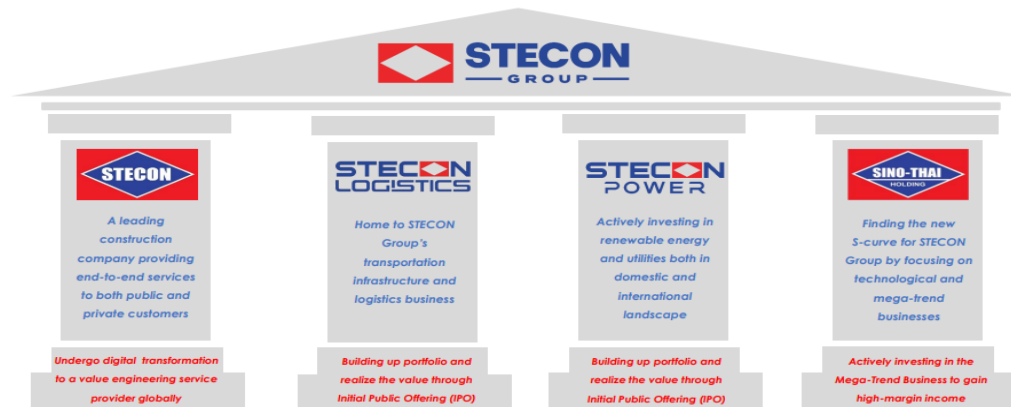 STECON
GROUP
STECON
A leading
construction
company providing
end-to-end services
to both public and
private customers
Undergo digital transformation
to a value engineering service
provider globally
STECON
LOGISTICS
Home to STECON
Group's
transportation
infrastructure and
logistics business
Building up portfolio and
realize the value through
Initial Public Offering (IPO)
STECON
POWER
Actively investing in
renewable energy
and utilities both in
domestic and
international
landscape
Building up portfolio and
realize the value through
Initial Public Offering (IPO)
SINO-THAI
HOLDING
Finding the new
S-curve for STECON
Group by focusing on
technological and
mega-trend
businesses
Actively investing in the
Mega-Trend Business to gain
high-margin income